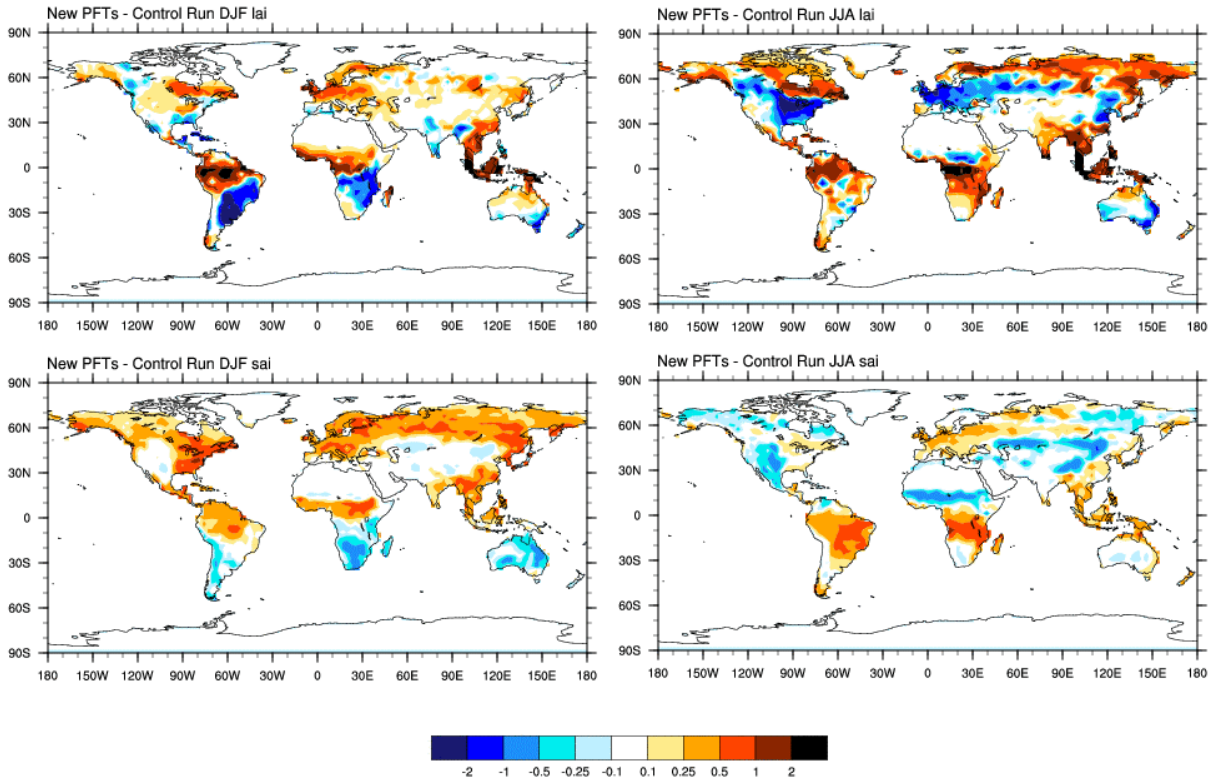 New PFTs - Control Run DJF lai
90N
60N
30N
0
30S
60S
90S
180 150W 120W 90W 60W 30W 0 30E 60E 90E 120E 150E 180
New PFTs - Control Run JJA lai
90N
60N
30N
0
30S
60S
90S
180 150W 120W 90W 60W 30W 0 30E 60E 90E 120E 150E 180
New PFTs - Control Run DJF sai
90N
60N
30N
0
30S
60S
90S
180 150W 120W 90W 60W 30W 0 30E 60E 90E 120E 150E 180
New PFTs - Control Run JJA sai
90N
60N
30N
0
30S
60S
90S
180 150W 120W 90W 60W 30W 0 30E 60E 90E 120E 150E 180
-2 -1 -0.5 -0.25 -0.1 0.1 0.25 0.5 1 2